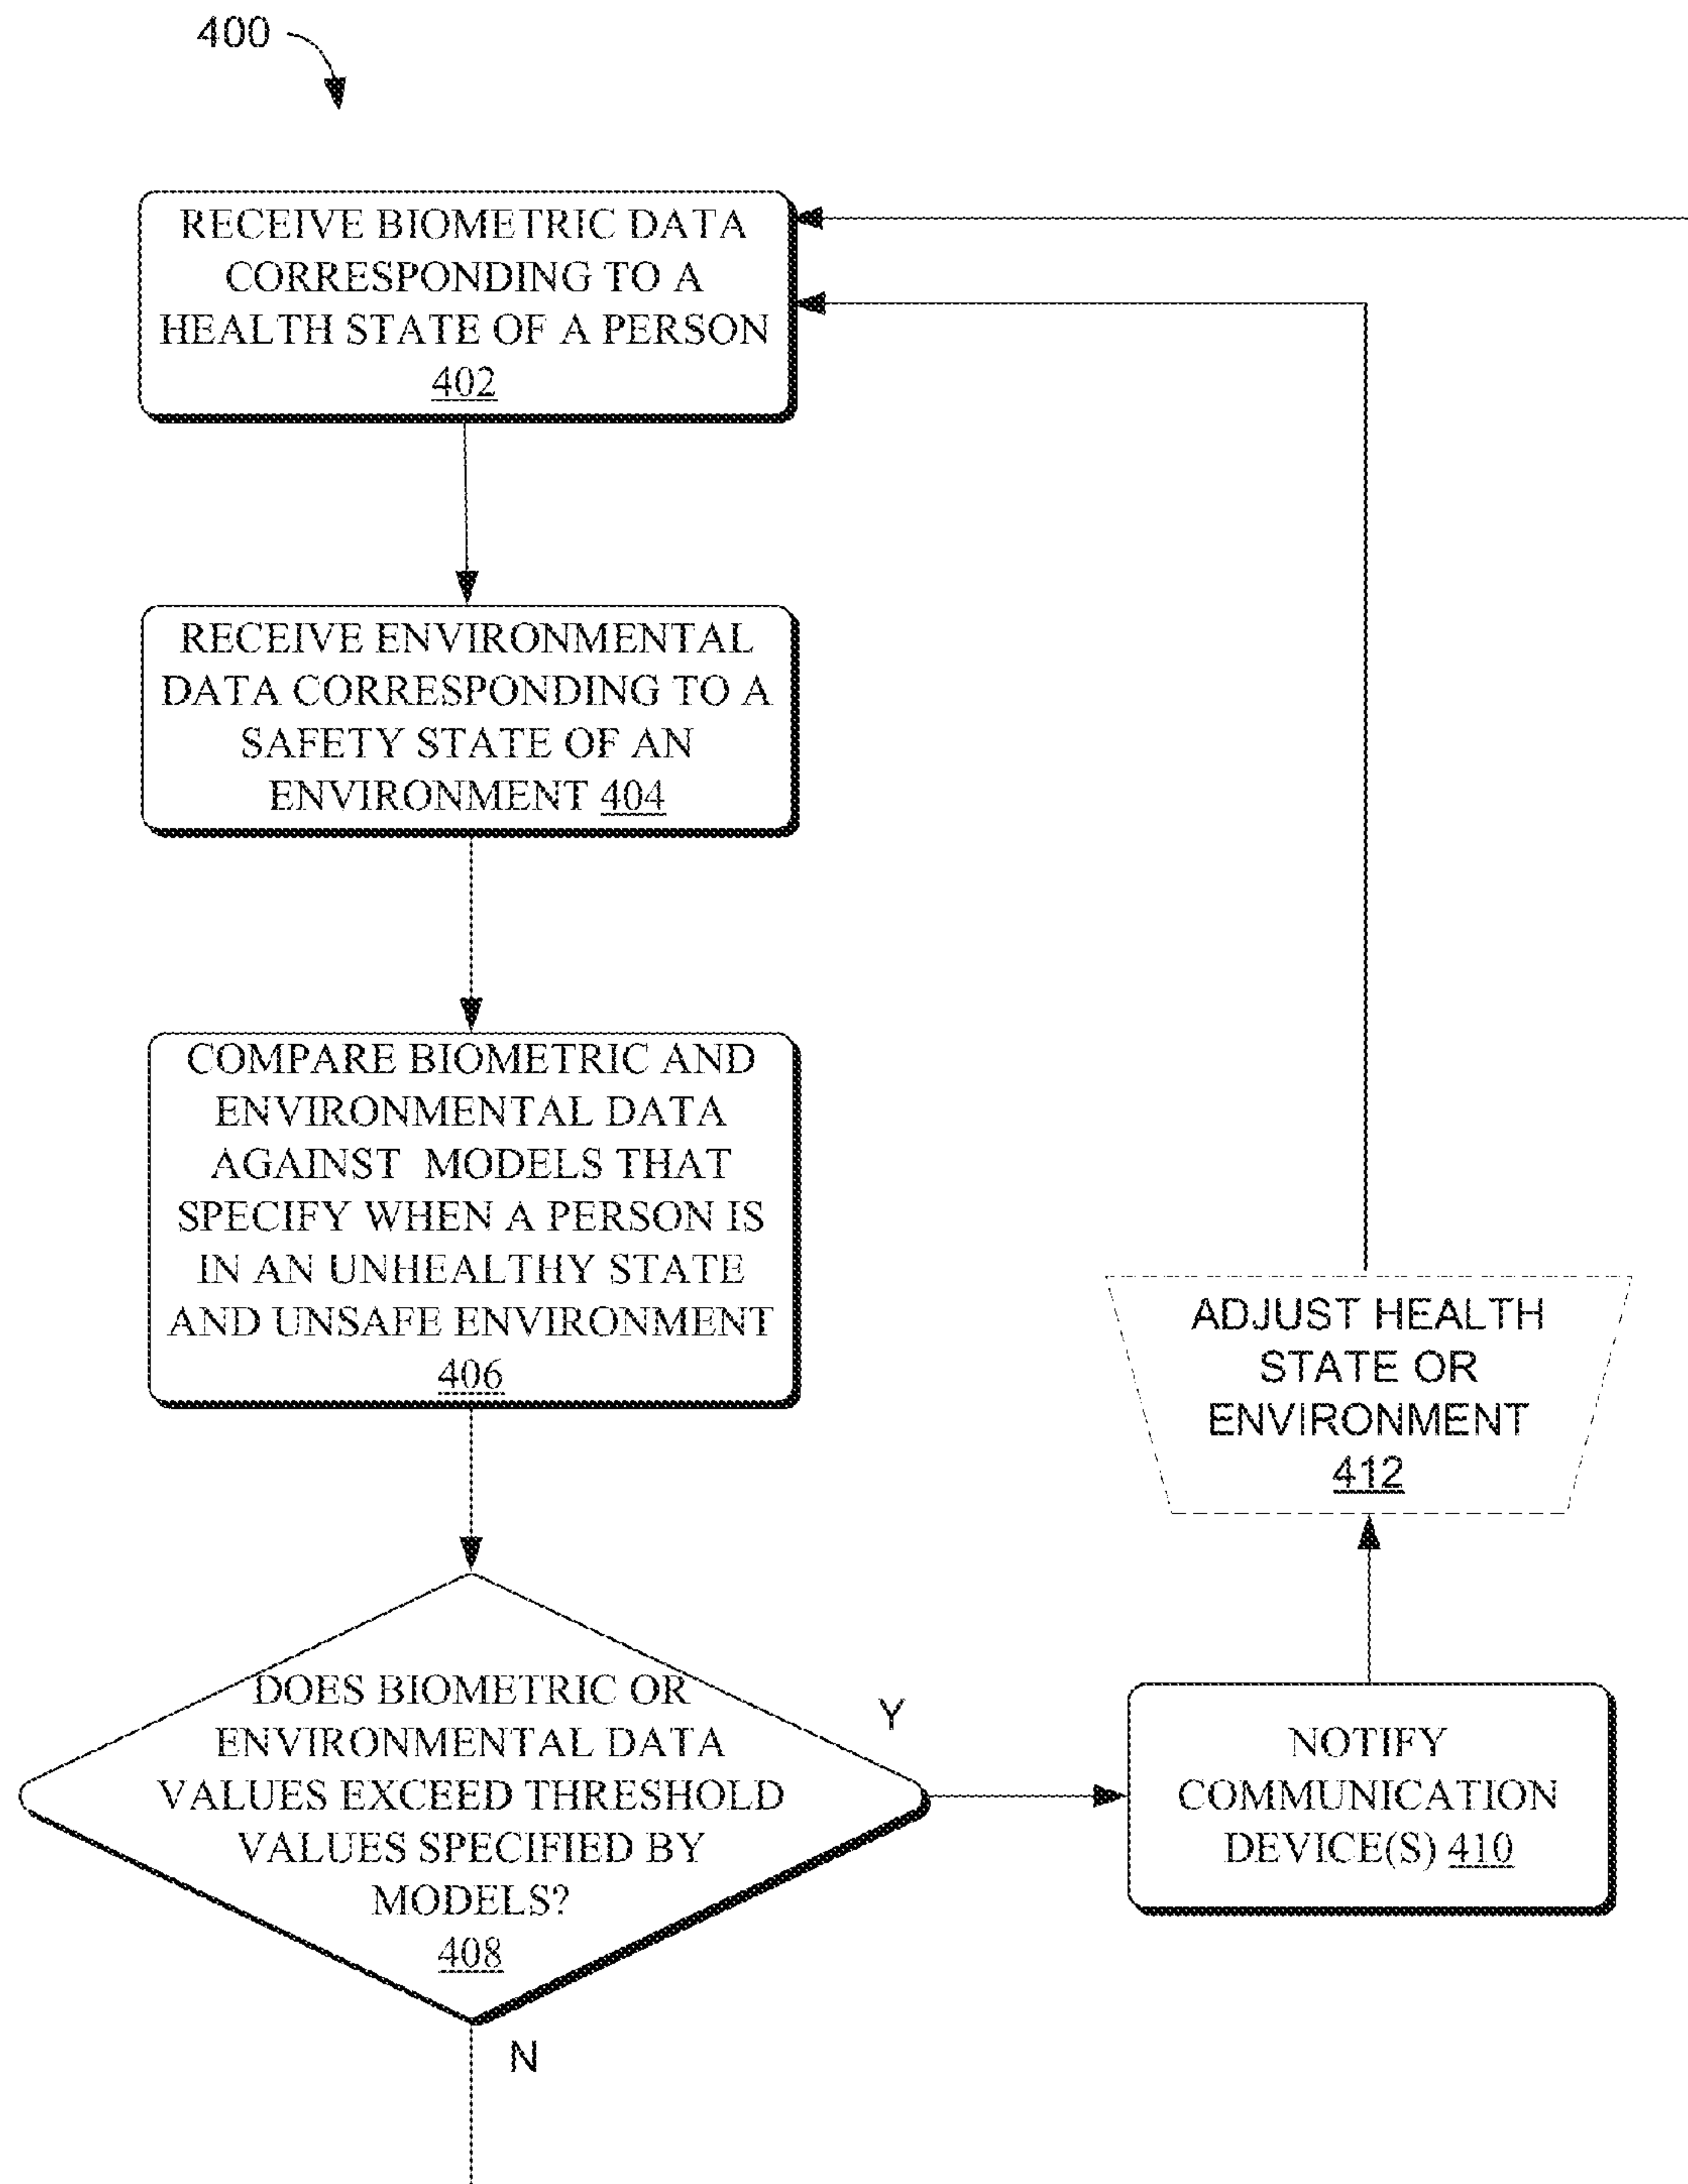 400
RECEIVE BIOMETRIC DATA
CORRESPONDING TO A
HEALTH STATE OF A PERSON
402
RECEIVE ENVIRONMENTAL
DATA CORRESPONDING TO A
SAFETY STATE OF AN
ENVIRONMENT 404
COMPARE BIOMETRIC AND
ENVIRONMENTAL DATA
AGAINST MODELS THAT
SPECIFY WHEN A PERSON IS
IN AN UNHEALTHY STATE
AND UNSAFE ENVIRONMENT
406
DOES BIOMETRIC OR
ENVIRONMENTAL DATA
VALUES EXCEED THRESHOLD
VALUES SPECIFIED BY
MODELS?
408
Y
N
NOTIFY
COMMUNICATION
DEVICE(S) 410
ADJUST HEALTH
STATE OR
ENVIRONMENT
412